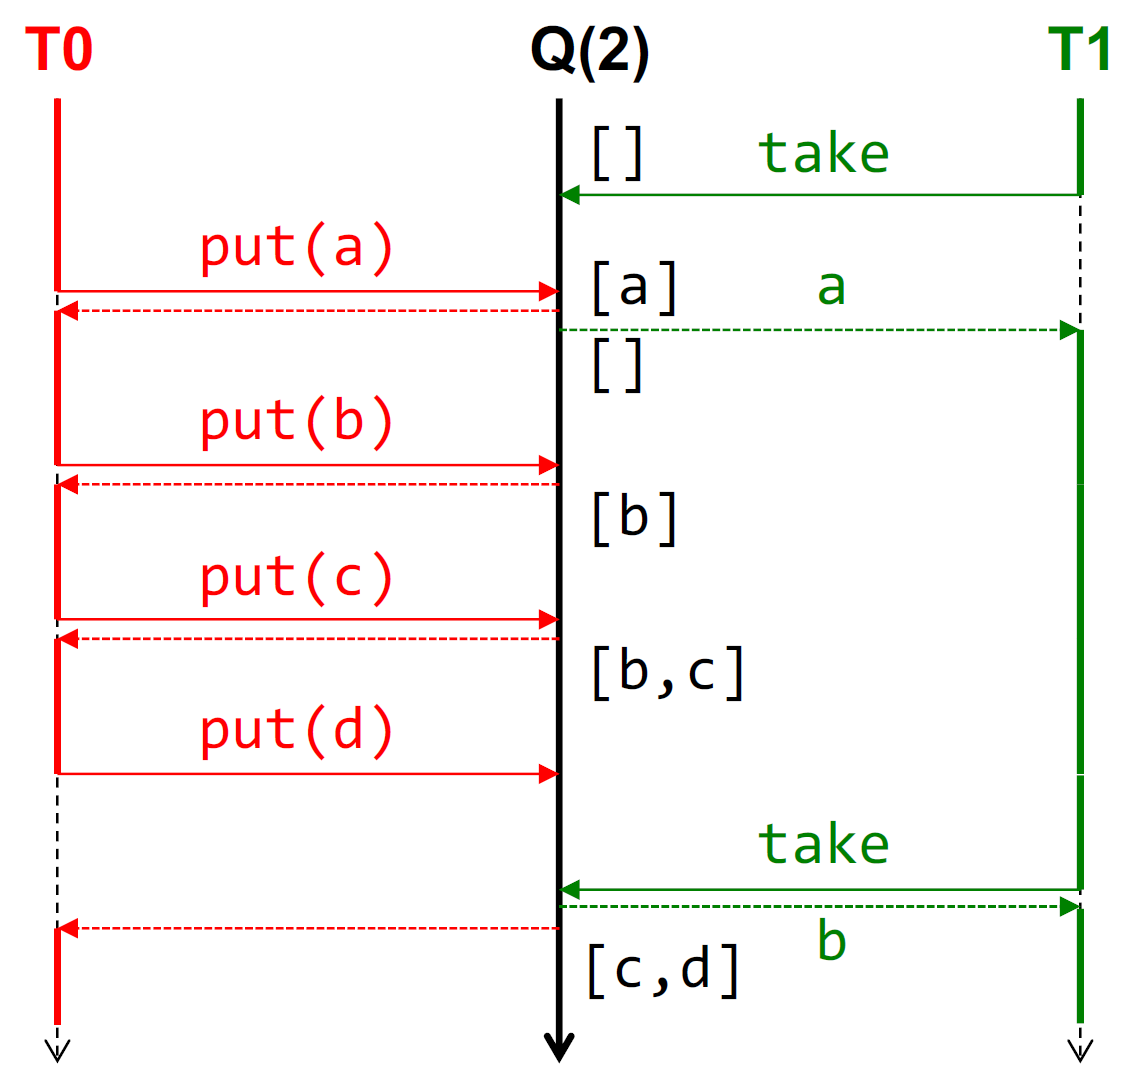 T0 Q(2) T1
[] take
put(a) [a] a
[]
put(b)
[b]
put(c)
[b,c]
put(d)
take
b
[c,d]